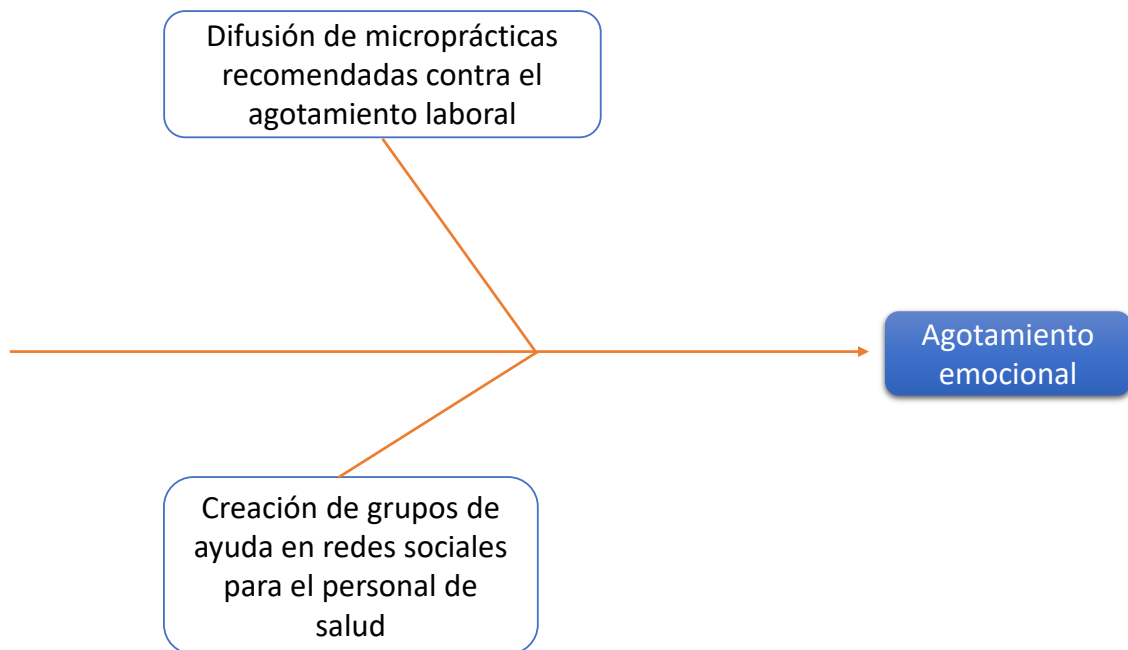 Difusión de microprácticas
recomendadas contra el
agotamiento laboral
Agotamiento
emocional
Creación de grupos de
ayuda en redes sociales
para el personal de
salud